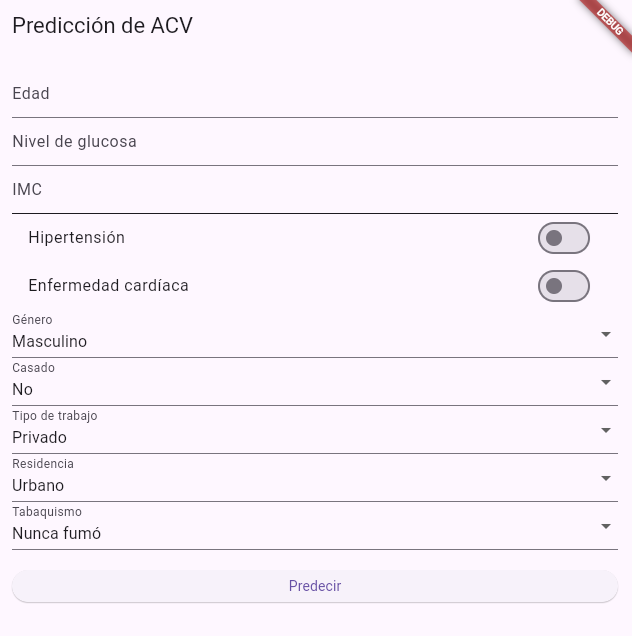 Predicción de ACV
DEBUG
Edad
Nivel de glucosa
IMC
Hipertensión
Enfermedad cardíaca
Género
Masculino
Casado
No
Tipo de trabajo
Privado
Residencia
Urbano
Tabaquismo
Nunca fumó
Predecir